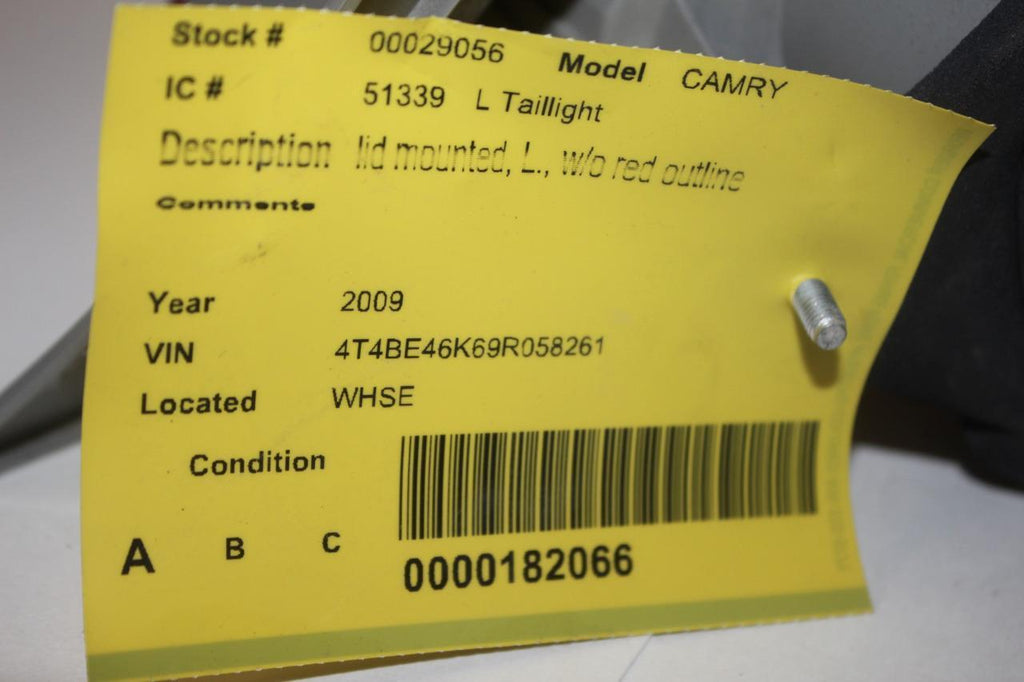 Stock # 00029056 Model CAMRY
IC # 51339 L Taillight
Description lid mounted, L., w/o red outline
Comments
Year 2009
VIN 4T4BE46K69R058261
Located WHSE
Condition
A B C
0000182066